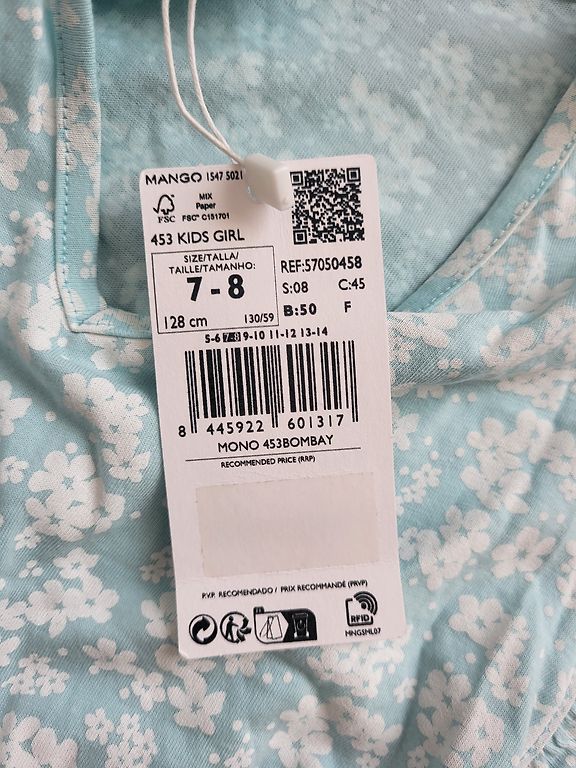 MANGO 1547 5021
FSC
MIX
Paper
FSC® C151701
453 KIDS GIRL
SIZE/TALLA/
TAILLE/TAMANHO:
7 - 8
128 cm 130/59
REF:57050458
S:08 C:45
B:50 F
5-6 7-8 9-10 11-12 13-14
8 445922 601317
MONO 453BOMBAY
RECOMMENDED PRICE (RRP)
P.V.P. RECOMENDADO / PRIX RECOMMANDÉ (PRVP)
RFID
MNGSML07